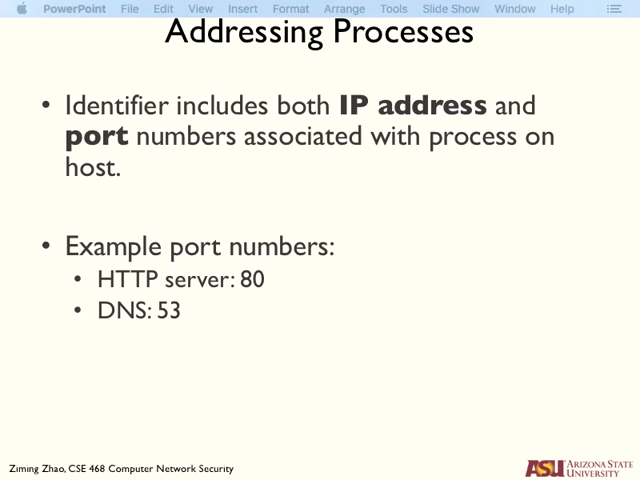 PowerPoint File Edit View Insert Format Arrange Tools Slide Show Window Help
Addressing Processes
• Identifier includes both IP address and
port numbers associated with process on
host.
• Example port numbers:
• HTTP server: 80
• DNS: 53
Ziming Zhao, CSE 468 Computer Network Security
ASU ARIZONA STATE
UNIVERSITY